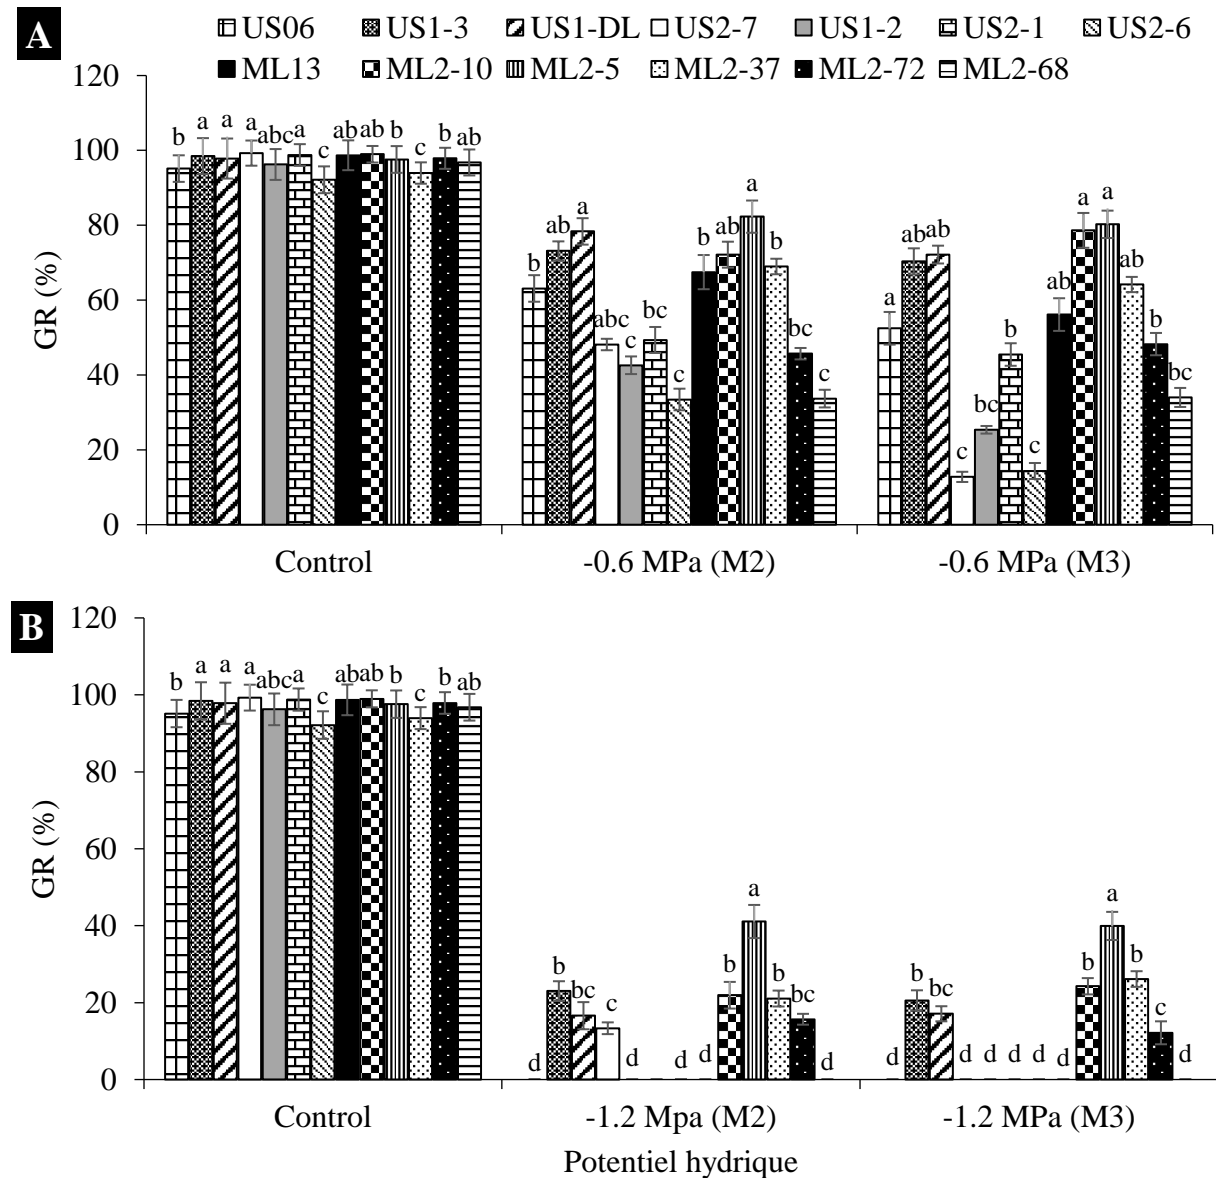 A
US06 US1-3 US1-DL US2-7 US1-2 US2-1 US2-6
ML13 ML2-10 ML2-5 ML2-37 ML2-72 ML2-68
120
100
80
60
40
20
0
GR (%)
b a a a abc a c ab ab b c b ab
b ab a abc c bc c b ab a b bc c
a ab ab c bc b c ab a a ab b bc
Control -0.6 MPa (M2) -0.6 MPa (M3)
B
120
100
80
60
40
20
0
GR (%)
b a a a abc a c ab ab b c b ab
d b bc c d d d b a b bc d
d b bc d d d d d b a b c d
Control -1.2 Mpa (M2) -1.2 MPa (M3)
Potentiel hydrique